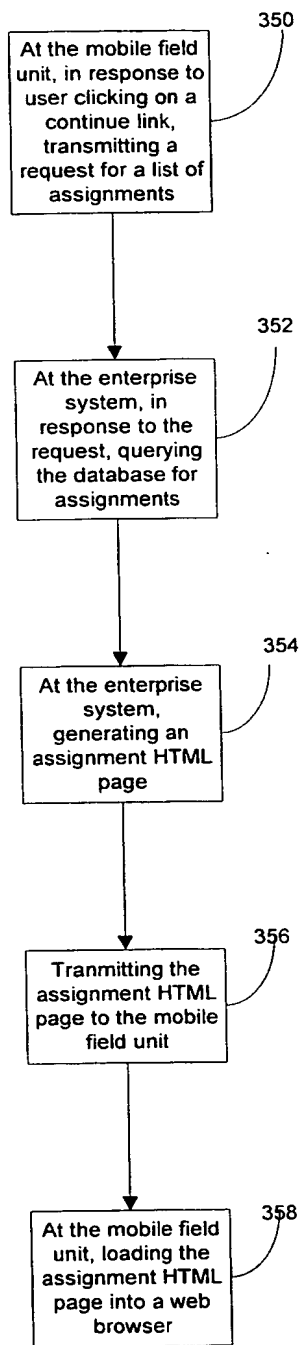 350
At the mobile field
unit, in response to
user clicking on a
continue link,
transmitting a
request for a list of
assignments
352
At the enterprise
system, in
response to the
request, querying
the database for
assignments
354
At the enterprise
system,
generating an
assignment HTML
page
356
Tranmitting the
assignment HTML
page to the mobile
field unit
358
At the mobile field
unit, loading the
assignment HTML
page into a web
browser